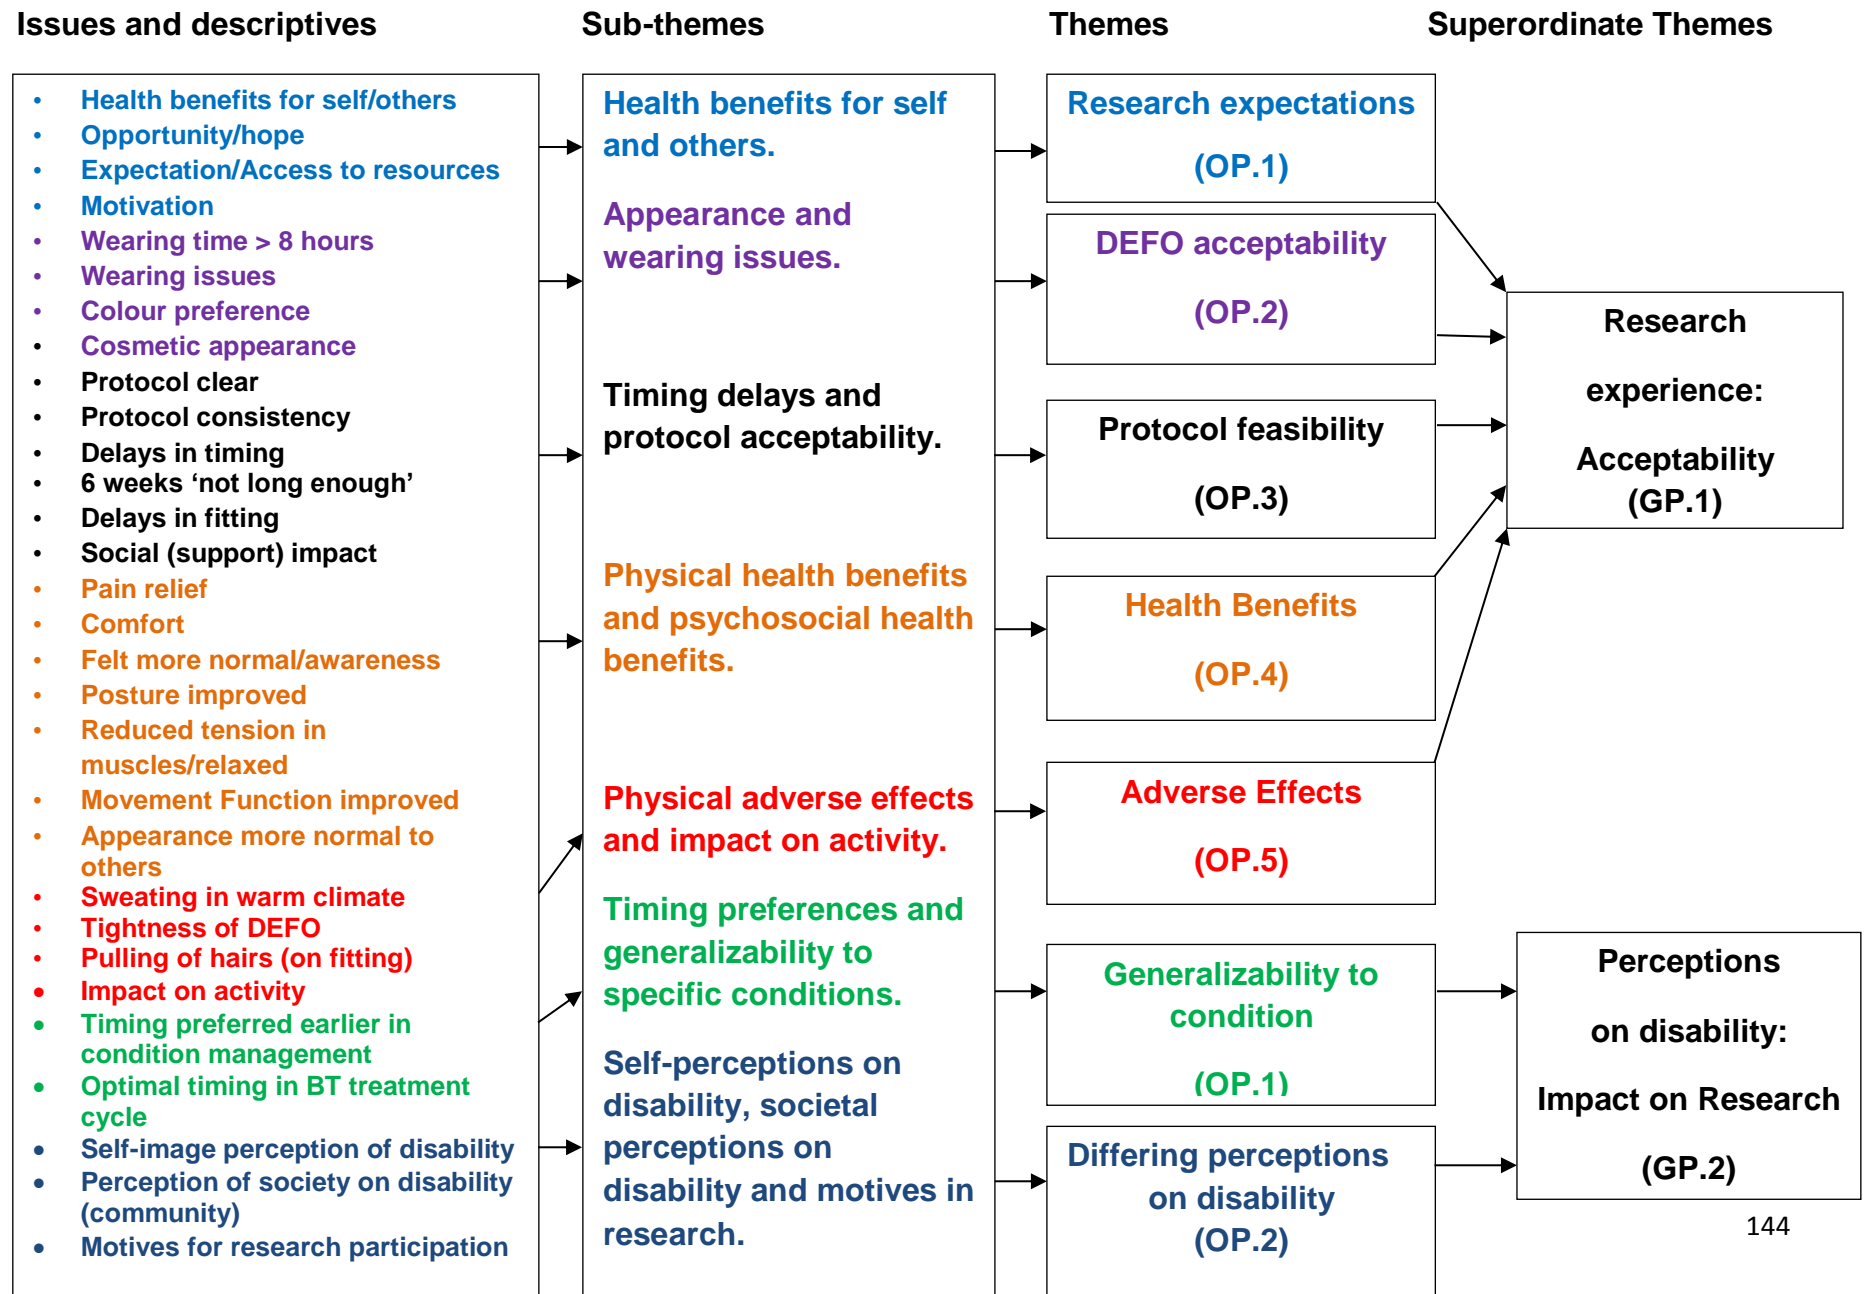 Issues and descriptives
Sub-themes
Themes
Superordinate Themes
• Health benefits for self/others
• Opportunity/hope
• Expectation/Access to resources
• Motivation
• Wearing time > 8 hours
• Wearing issues
• Colour preference
• Cosmetic appearance
• Protocol clear
• Protocol consistency
• Delays in timing
• 6 weeks ‘not long enough’
• Delays in fitting
• Social (support) impact
• Pain relief
• Comfort
• Felt more normal/awareness
• Posture improved
• Reduced tension in
muscles/relaxed
• Movement Function improved
• Appearance more normal to
others
• Sweating in warm climate
• Tightness of DEFO
• Pulling of hairs (on fitting)
• Impact on activity
• Timing preferred earlier in
condition management
• Optimal timing in BT treatment
cycle
• Self-image perception of disability
• Perception of society on disability
(community)
• Motives for research participation
Health benefits for self
and others.
Appearance and
wearing issues.
Timing delays and
protocol acceptability.
Physical health benefits
and psychosocial health
benefits.
Physical adverse effects
and impact on activity.
Timing preferences and
generalizability to
specific conditions.
Self-perceptions on
disability, societal
perceptions on
disability and motives in
research.
Research expectations
(OP.1)
DEFO acceptability
(OP.2)
Protocol feasibility
(OP.3)
Health Benefits
(OP.4)
Adverse Effects
(OP.5)
Generalizability to
condition
(OP.1)
Differing perceptions
on disability
(OP.2)
Research
experience:
Acceptability
(GP.1)
Perceptions
on disability:
Impact on Research
(GP.2)
144